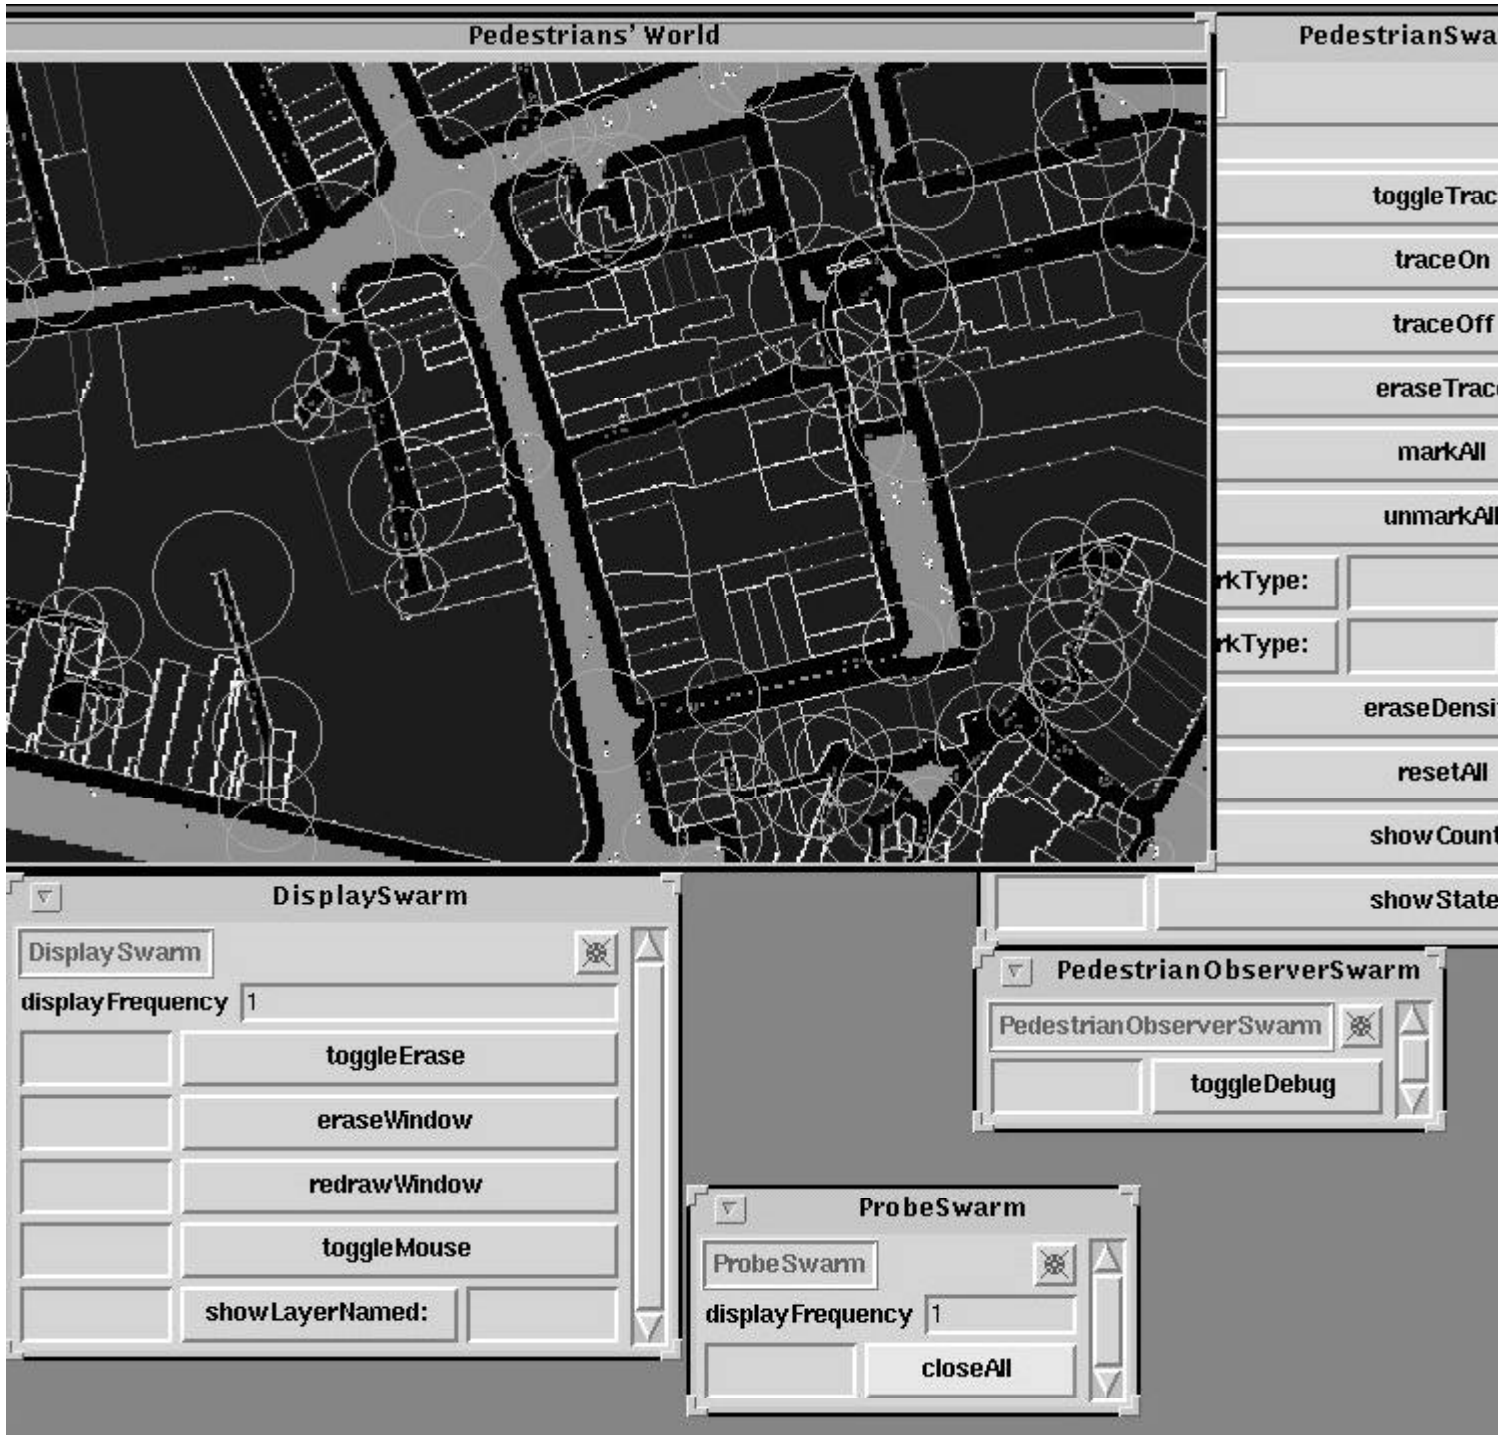 Pedestrians' World
PedestrianSwa
toggleTrac
traceOn
traceOff
eraseTrac
markAll
unmarkAll
rkType:
rkType:
eraseDensi
resetAll
showCount
showState
DisplaySwarm
DisplaySwarm
displayFrequency 1
toggleErase
eraseWindow
redrawWindow
toggleMouse
showLayerNamed:
PedestrianObserverSwarm
PedestrianObserverSwarm
toggleDebug
ProbeSwarm
ProbeSwarm
displayFrequency 1
closeAll